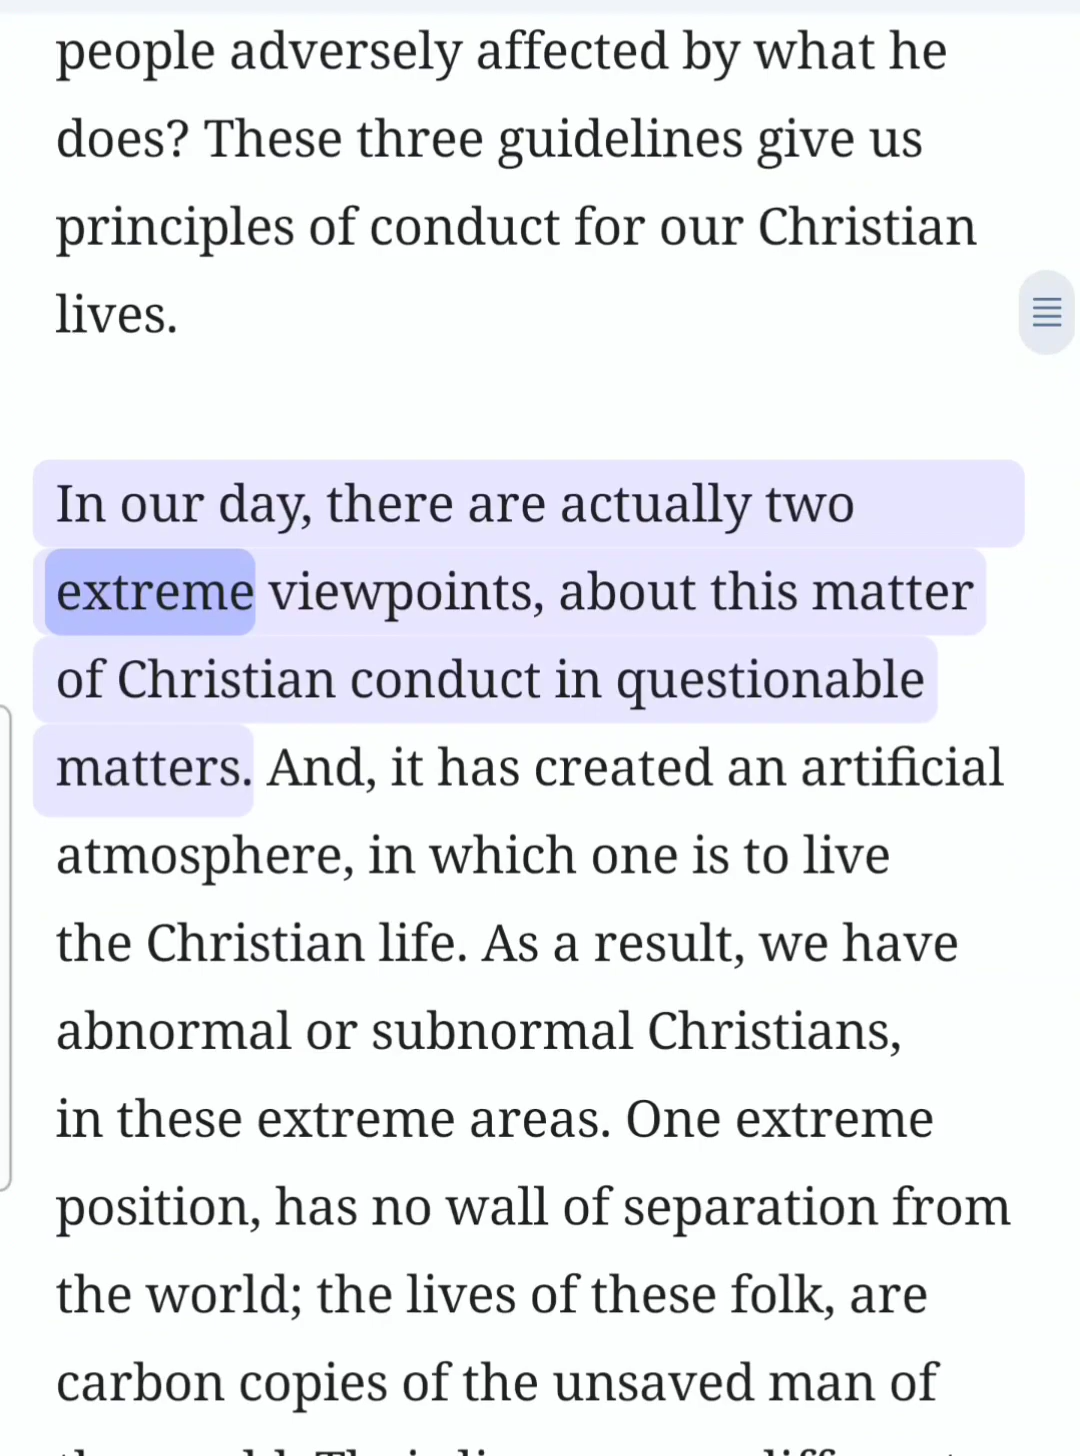 people adversely affected by what he
does? These three guidelines give us
principles of conduct for our Christian
lives.
In our day, there are actually two
extreme viewpoints, about this matter
of Christian conduct in questionable
matters. And, it has created an artificial
atmosphere, in which one is to live
the Christian life. As a result, we have
abnormal or subnormal Christians,
in these extreme areas. One extreme
position, has no wall of separation from
the world; the lives of these folk, are
carbon copies of the unsaved man of